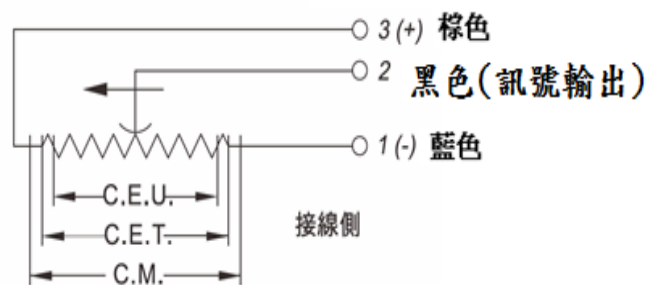 3 (+) 棕色
2 黑色(訊號輸出)
1 (-) 藍色
C.E.U.
接線側
C.E.T.
C.M.